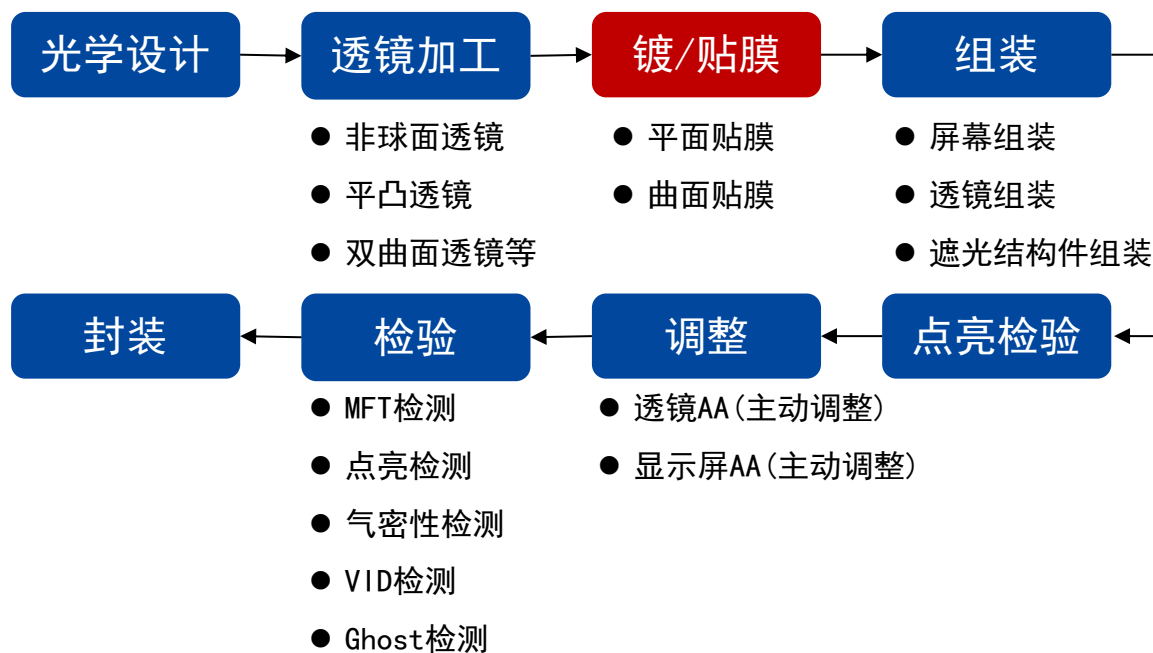 光学设计
透镜加工
镀/贴膜
组装
● 非球面透镜
● 平凸透镜
● 双曲面透镜等
● 平面贴膜
● 曲面贴膜
● 屏幕组装
● 透镜组装
● 遮光结构件组装
封装
检验
调整
点亮检验
● MFT检测
● 点亮检测
● 气密性检测
● VID检测
● Ghost检测
● 透镜AA(主动调整)
● 显示屏AA(主动调整)